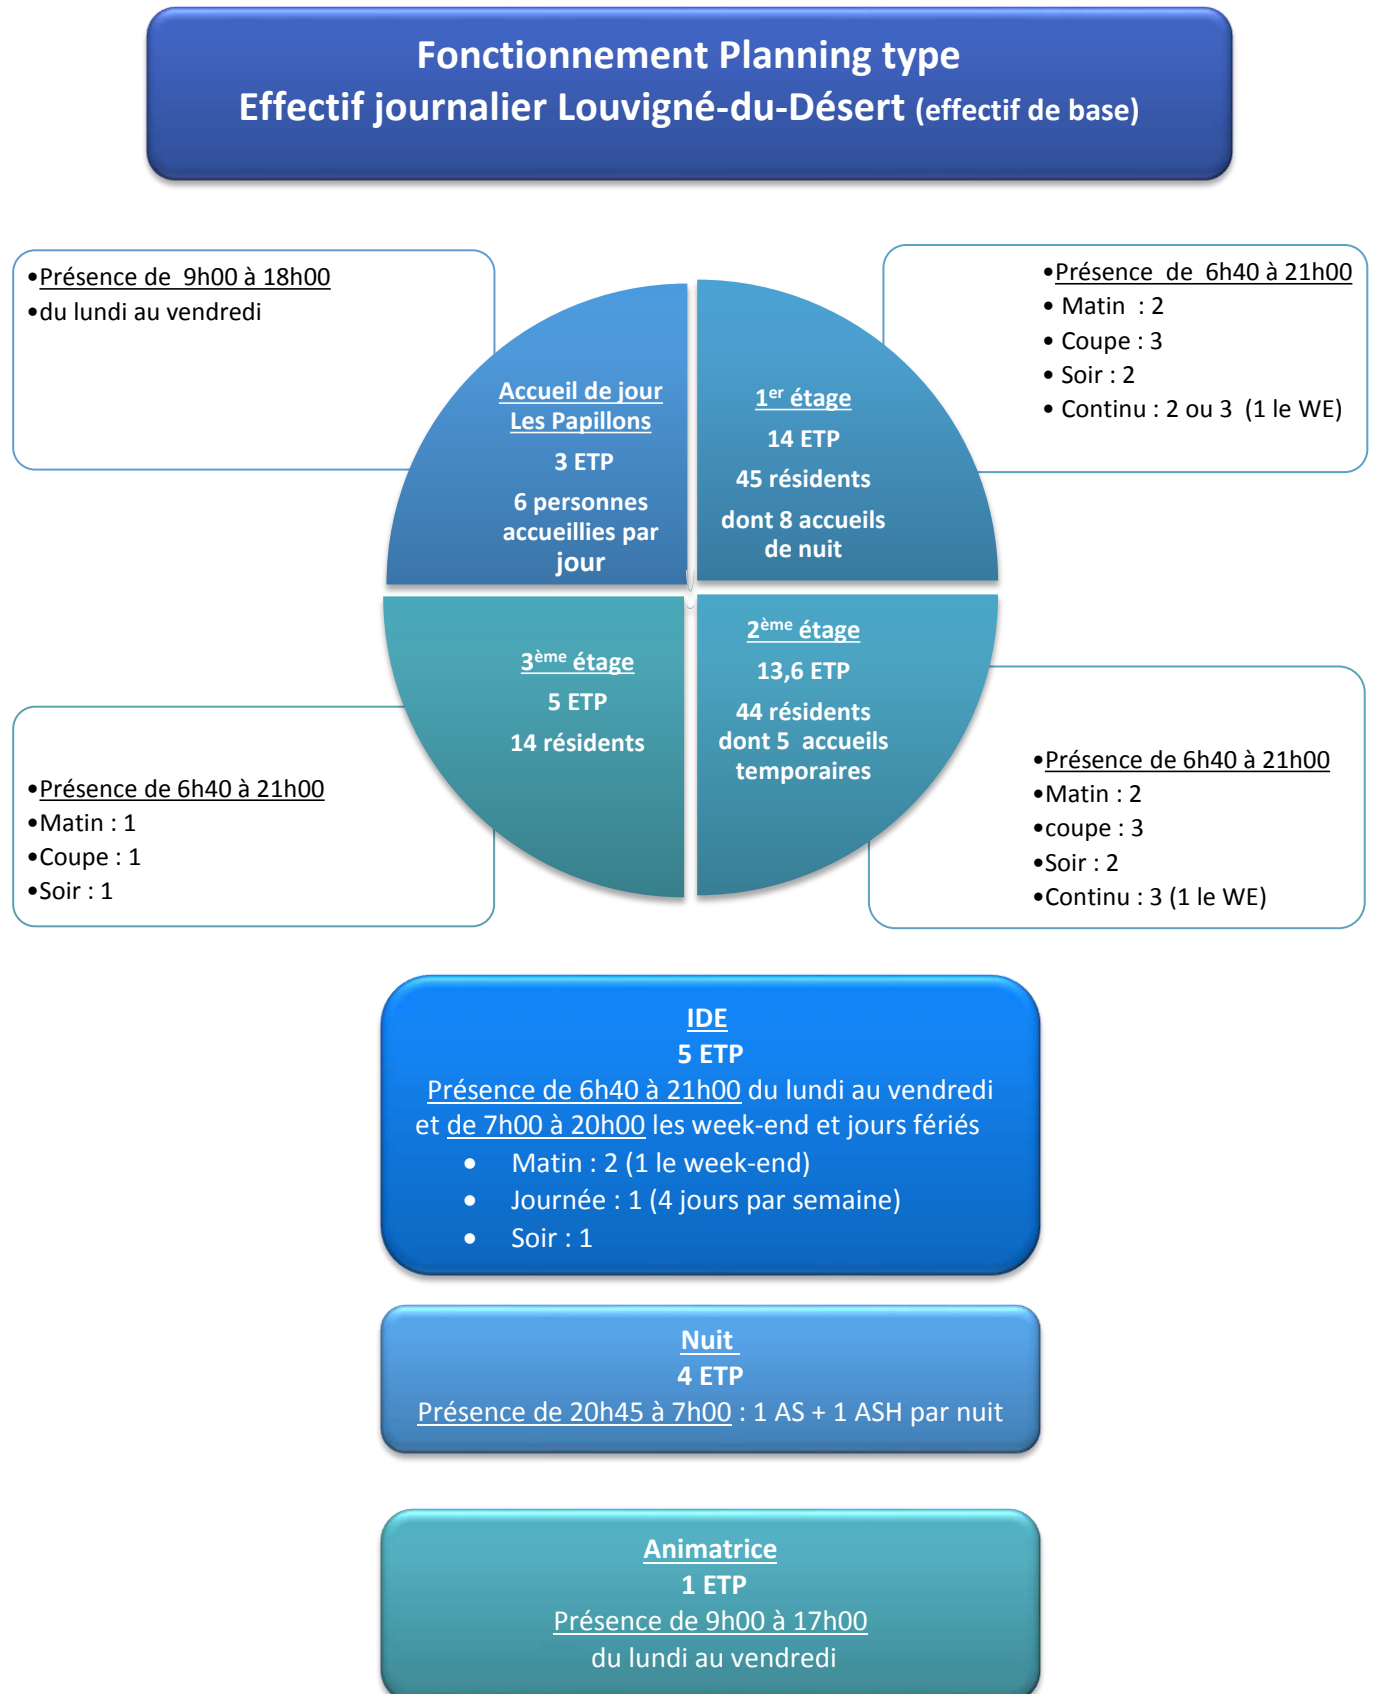 Fonctionnement Planning type
Effectif journalier Louvigné-du-Désert (effectif de base)
•Présence de 9h00 à 18h00
•du lundi au vendredi
•Présence de 6h40 à 21h00
• Matin : 2
• Coupe : 3
• Soir : 2
• Continu : 2 ou 3 (1 le WE)
Accueil de jour
Les Papillons
3 ETP
6 personnes
accueillies par
jour
1er étage
14 ETP
45 résidents
dont 8 accueils
de nuit
3ème étage
5 ETP
14 résidents
2ème étage
13,6 ETP
44 résidents
dont 5 accueils
temporaires
•Présence de 6h40 à 21h00
•Matin : 1
•Coupe : 1
•Soir : 1
•Présence de 6h40 à 21h00
•Matin : 2
•coupe : 3
•Soir : 2
•Continu : 3 (1 le WE)
IDE
5 ETP
Présence de 6h40 à 21h00 du lundi au vendredi
et de 7h00 à 20h00 les week-end et jours fériés
• Matin : 2 (1 le week-end)
• Journée : 1 (4 jours par semaine)
• Soir : 1
Nuit
4 ETP
Présence de 20h45 à 7h00 : 1 AS + 1 ASH par nuit
Animatrice
1 ETP
Présence de 9h00 à 17h00
du lundi au vendredi